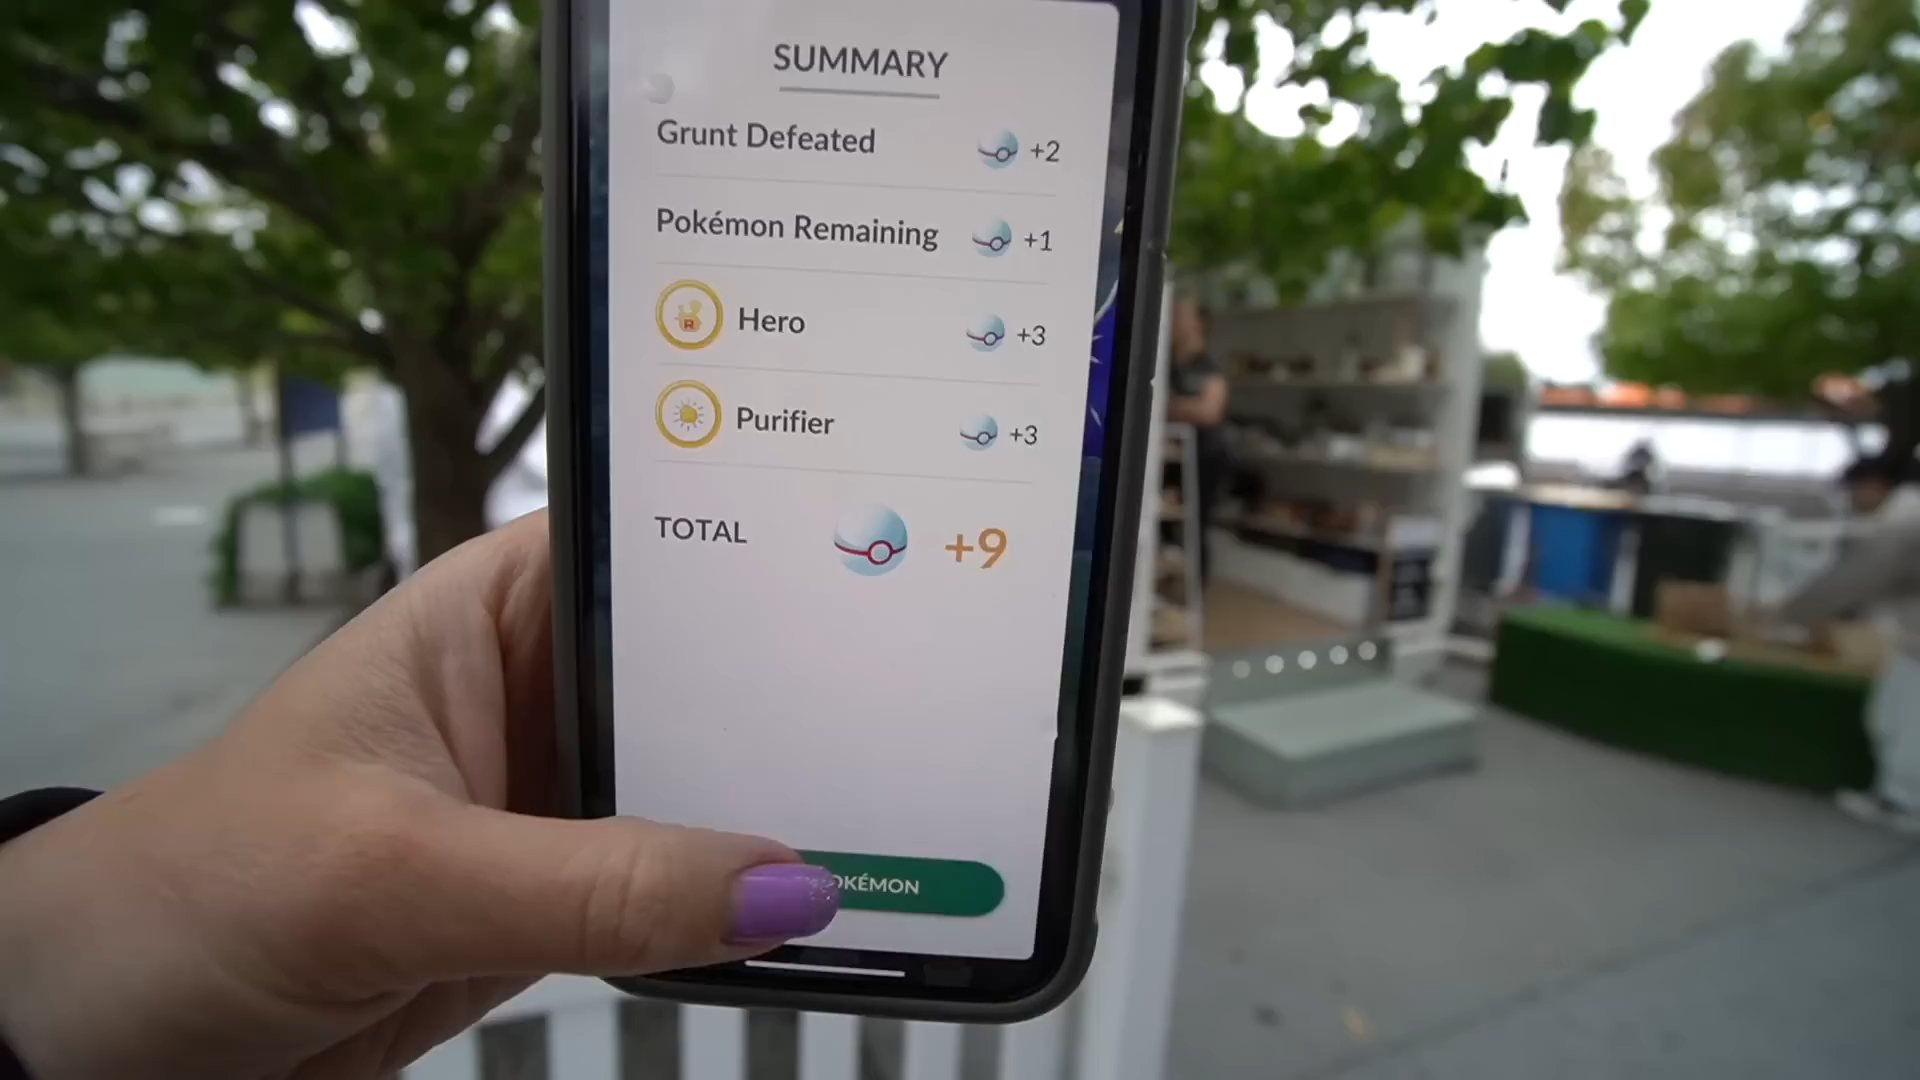 SUMMARY
Grunt Defeated +2
Pokémon Remaining +1
R Hero +3
Purifier +3
TOTAL +9
OKÉMON